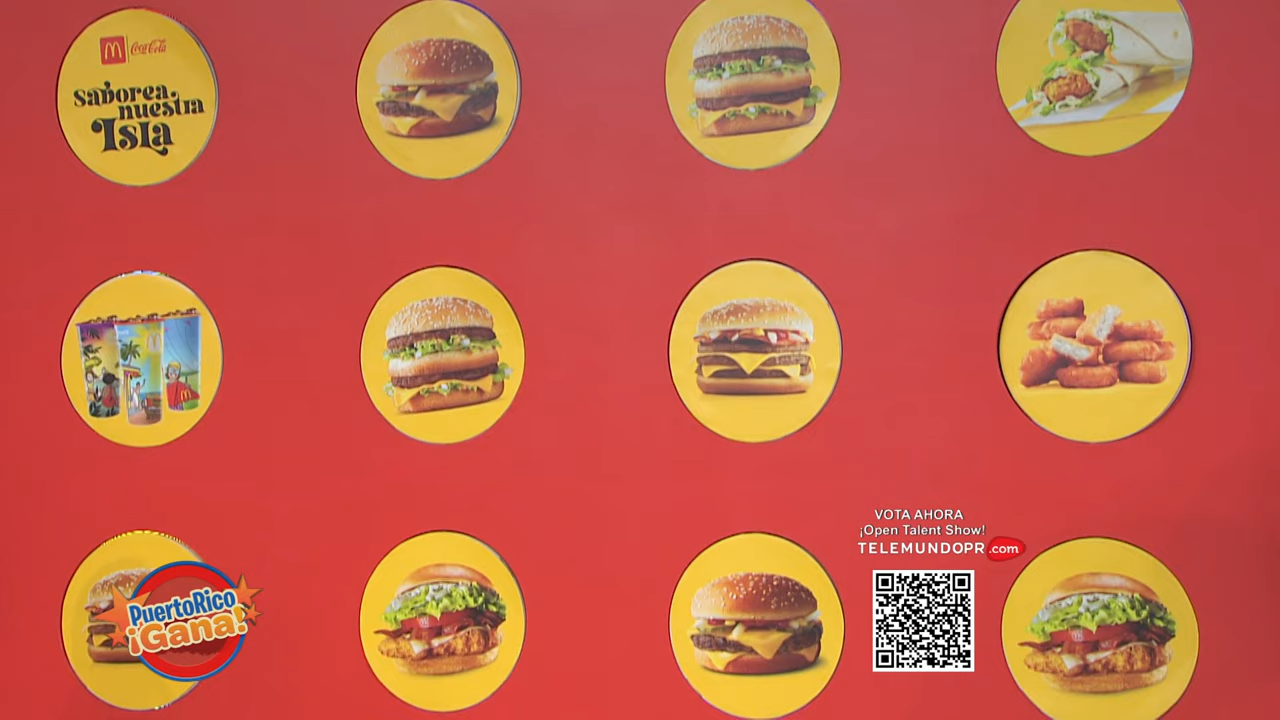 Coca-Cola
saborea
nuestra
Isla
VOTA AHORA
¡Open Talent Show!
TELEMUNDOPR.com
PuertoRico
¡Gana!